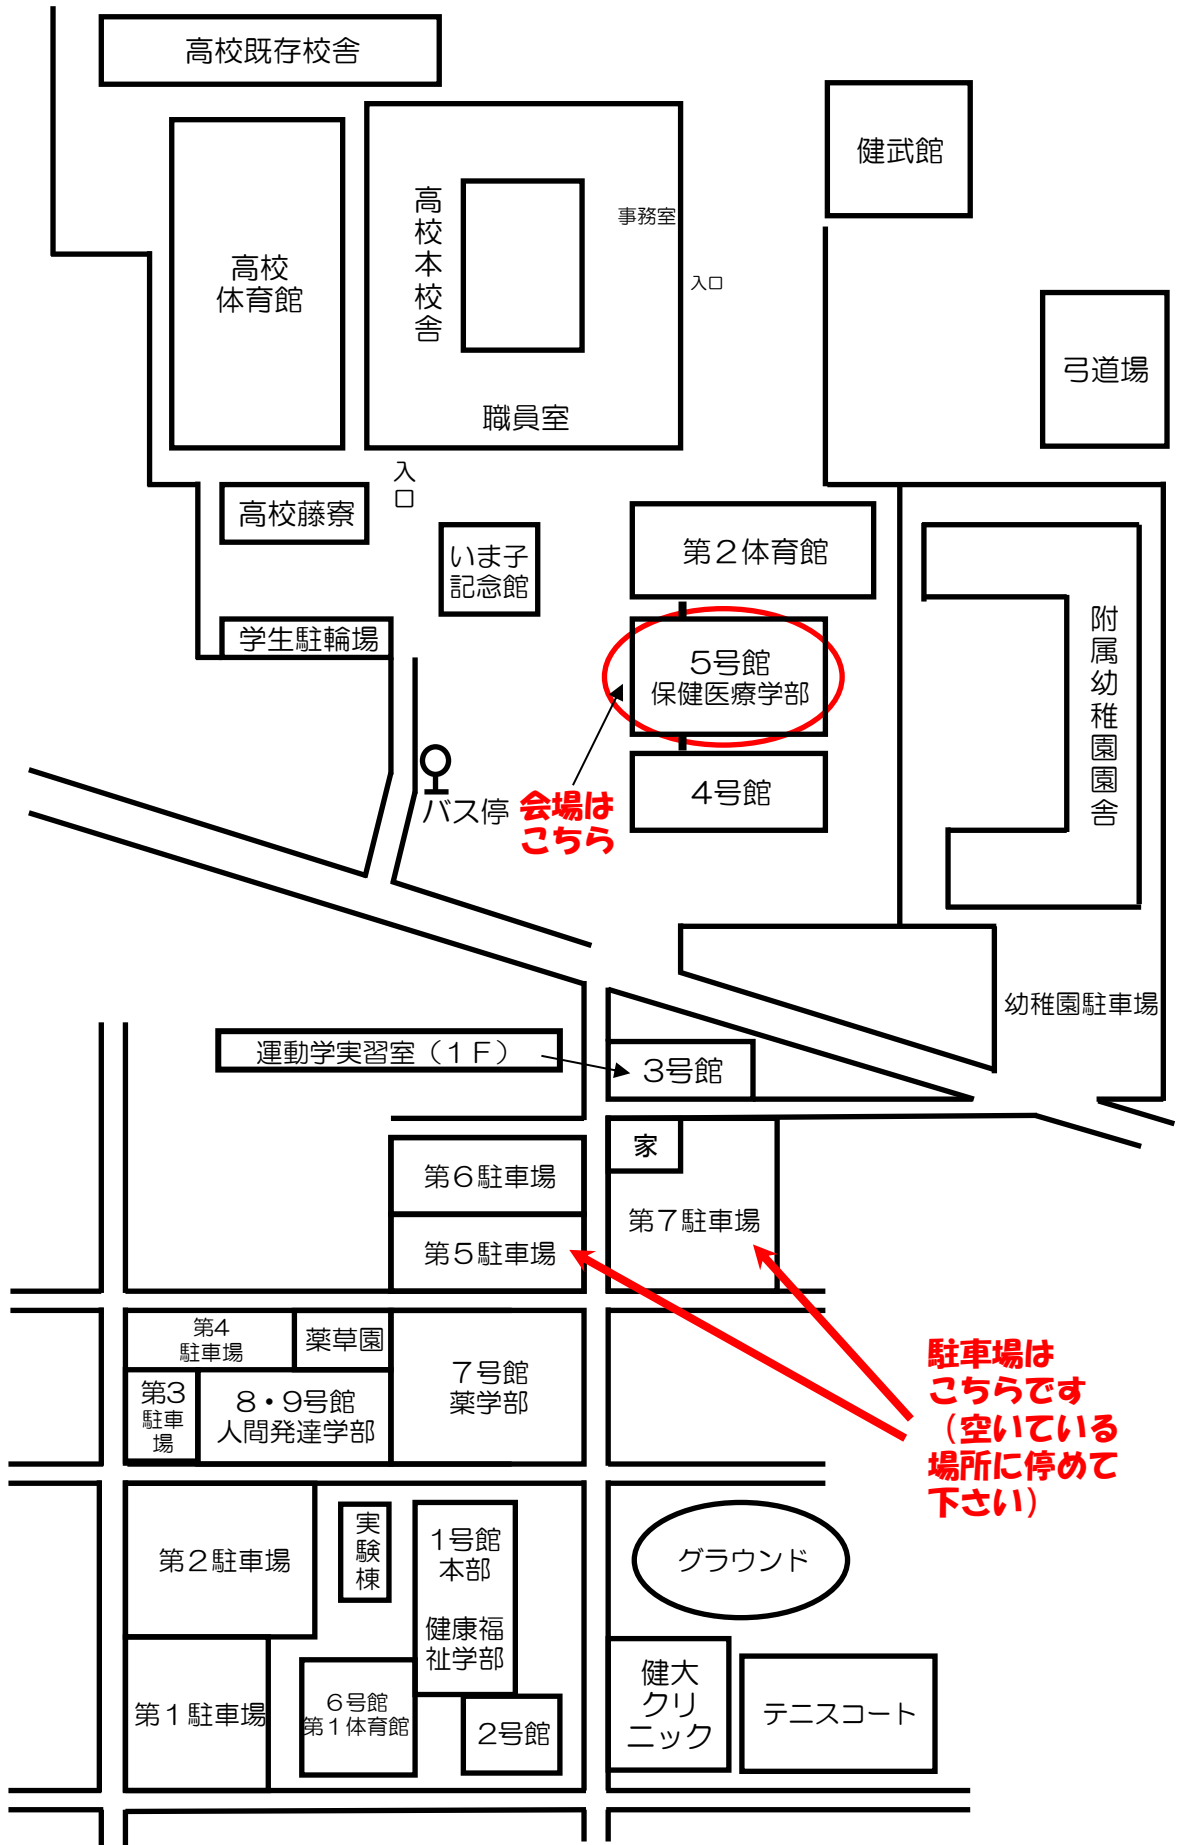 高校既存校舎
健武館
高校本校舎
事務室
入口
高校
体育館
弓道場
職員室
入口
高校藤寮
いま子
記念館
第2体育館
学生駐輪場
5号館
保健医療学部
附属幼稚園園舎
4号館
バス停
会場は
こちら
幼稚園駐車場
運動学実習室（1F）
3号館
家
第6駐車場
第7駐車場
第5駐車場
第4
駐車場
薬草園
7号館
薬学部
駐車場は
こちらです
（空いている
場所に停めて
下さい）
第3
駐車
場
8・9号館
人間発達学部
第2駐車場
実験棟
1号館
本部
健康福
祉学部
グラウンド
第1駐車場
6号館
第1体育館
2号館
健大
クリ
ニック
テニスコート